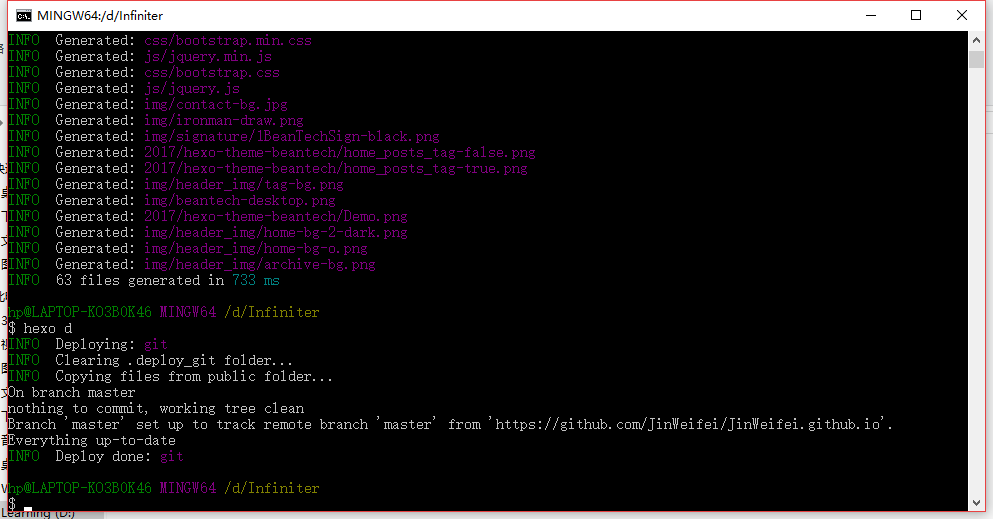 MINGW64:/d/Infiniter
INFO  Generated: css/bootstrap.min.css
INFO  Generated: js/jquery.min.js
INFO  Generated: css/bootstrap.css
INFO  Generated: js/jquery.js
INFO  Generated: img/contact-bg.jpg
INFO  Generated: img/ironman-draw.png
INFO  Generated: img/signature/1BeanTechSign-black.png
INFO  Generated: 2017/hexo-theme-beantech/home_posts_tag-false.png
INFO  Generated: 2017/hexo-theme-beantech/home_posts_tag-true.png
INFO  Generated: img/header_img/tag-bg.png
INFO  Generated: img/beantech-desktop.png
INFO  Generated: 2017/hexo-theme-beantech/Demo.png
INFO  Generated: img/header_img/home-bg-2-dark.png
INFO  Generated: img/header_img/home-bg-o.png
INFO  Generated: img/header_img/archive-bg.png
INFO  63 files generated in 733 ms
hp@LAPTOP-KO3B0K46 MINGW64 /d/Infiniter
$ hexo d
INFO  Deploying: git
INFO  Clearing .deploy_git folder...
INFO  Copying files from public folder...
On branch master
nothing to commit, working tree clean
Branch 'master' set up to track remote branch 'master' from 'https://github.com/JinWeifei/JinWeifei.github.io'.
Everything up-to-date
INFO  Deploy done: git
hp@LAPTOP-KO3B0K46 MINGW64 /d/Infiniter
$
Learning (D:)